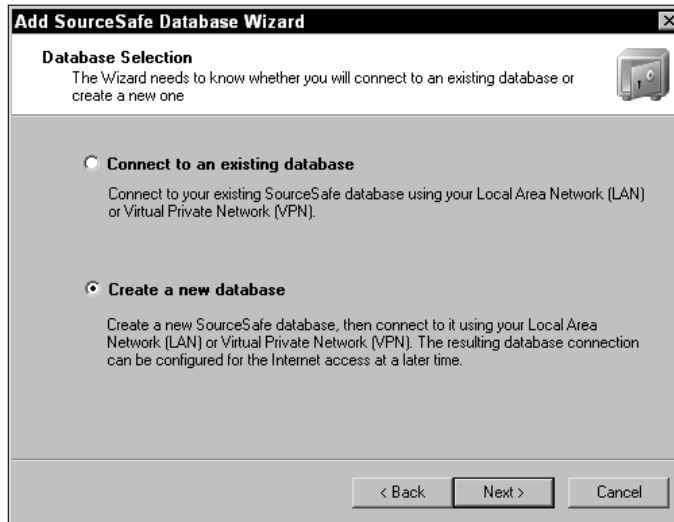 Add SourceSafe Database Wizard
Database Selection
The Wizard needs to know whether you will connect to an existing database or
create a new one
Connect to an existing database
Connect to your existing SourceSafe database using your Local Area Network (LAN)
or Virtual Private Network (VPN).
Create a new database
Create a new SourceSafe database, then connect to it using your Local Area
Network (LAN) or Virtual Private Network (VPN). The resulting database connection
can be configured for the Internet access at a later time.
< Back Next > Cancel